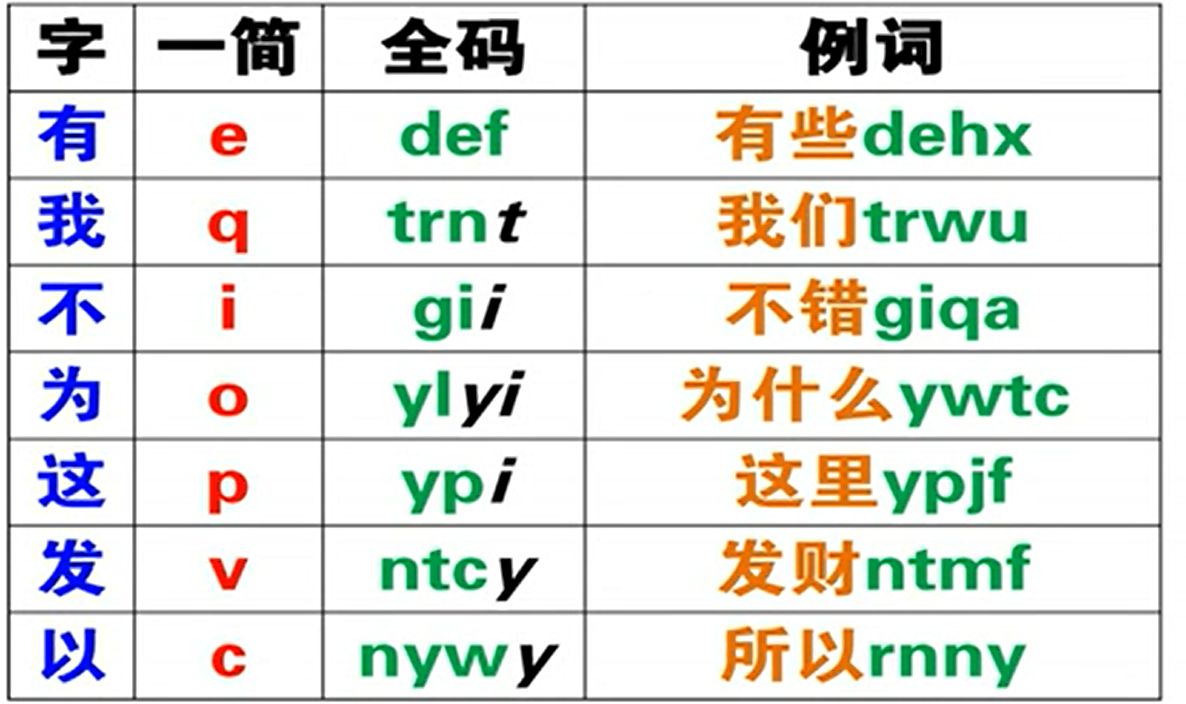 字 一简 全码 例词
有 e def 有些dehx
我 q trnt 我们trwu
不 i gii 不错giqa
为 o ylyi 为什么ywtc
这 p ypi 这里ypjf
发 v ntcy 发财ntmf
以 c nywy 所以rnny